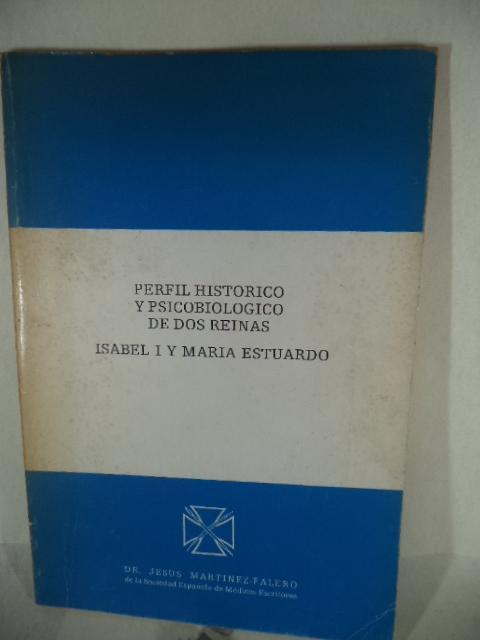 PERFIL HISTORICO
Y PSICOBIOLOGICO
DE DOS REINAS
ISABEL I Y MARIA ESTUARDO
DR. JESUS MARTINEZ-FALERO
de la Sociedad Española de Médicos Escritores